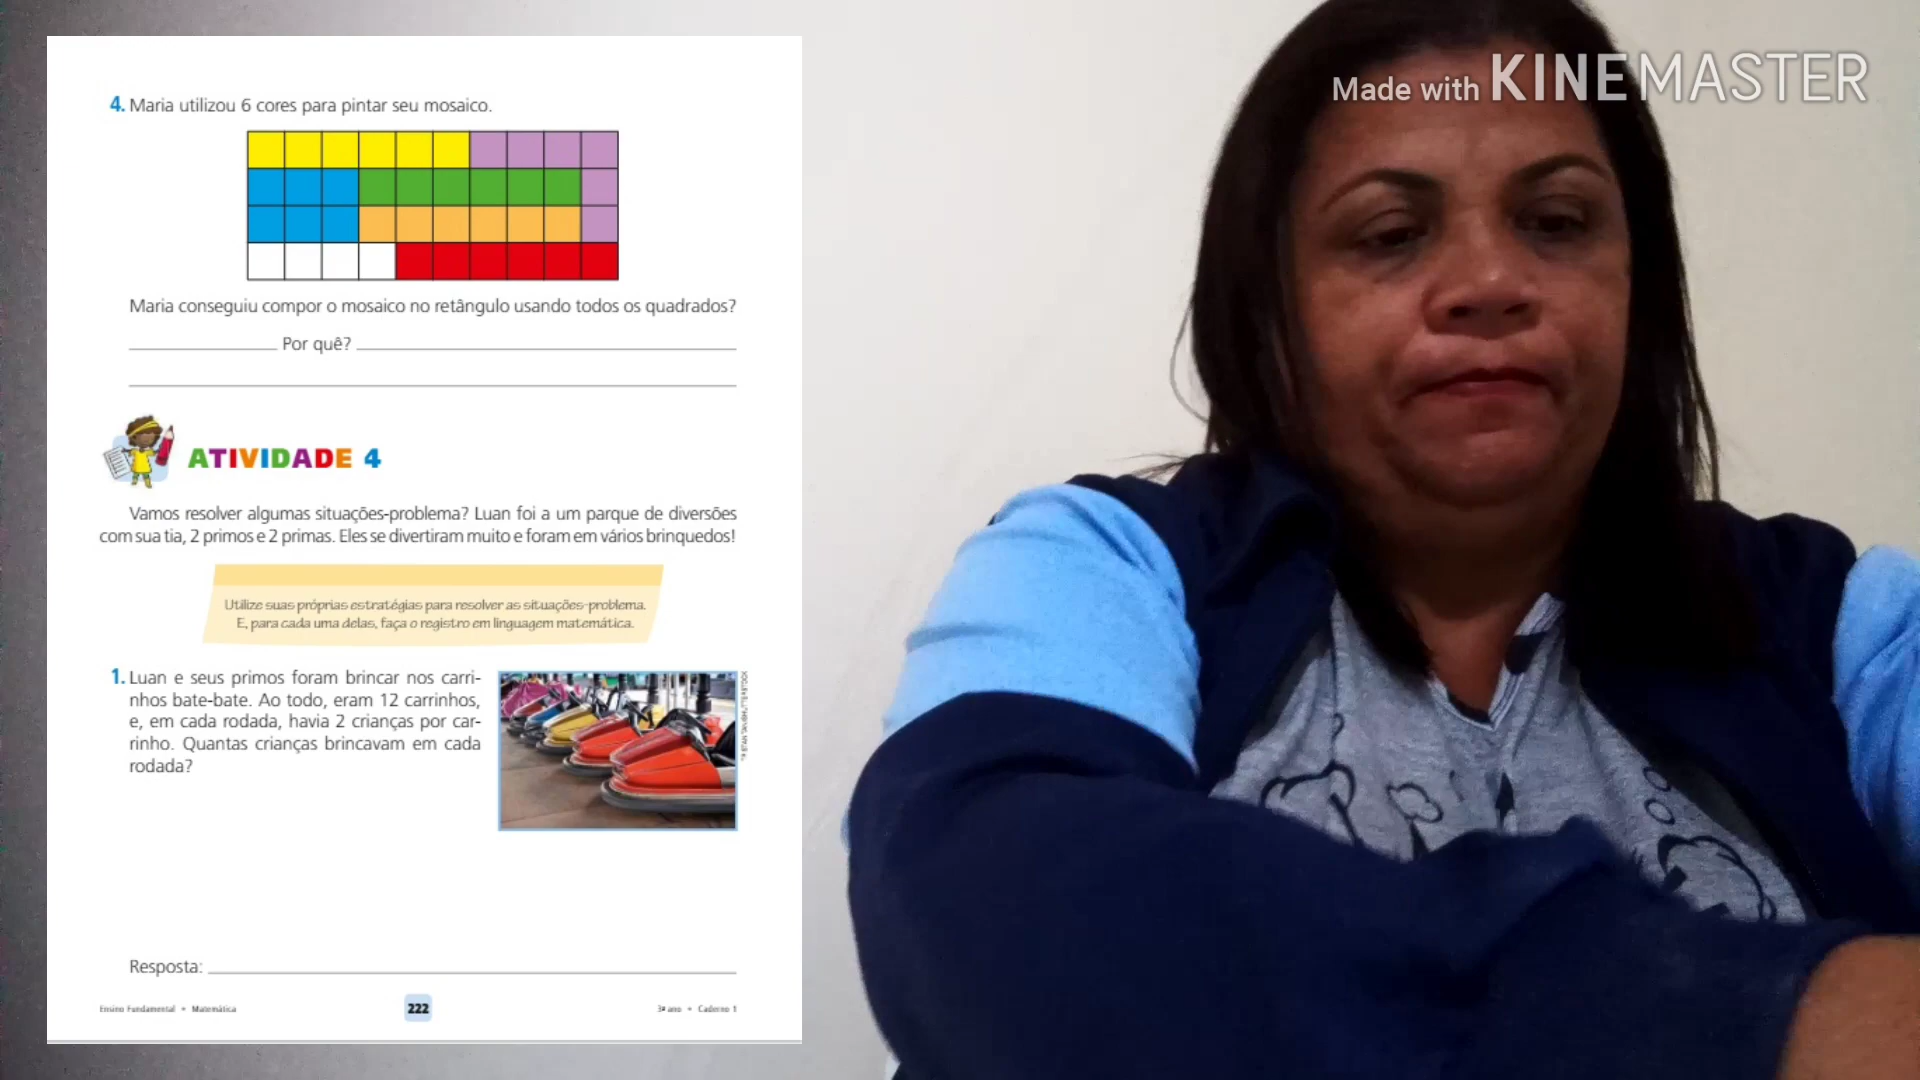 Made with KINEMASTER
4. Maria utilizou 6 cores para pintar seu mosaico.
Maria conseguiu compor o mosaico no retângulo usando todos os quadrados?
Por quê?
ATIVIDADE 4
Vamos resolver algumas situações-problema? Luan foi a um parque de diversões
com sua tia, 2 primos e 2 primas. Eles se divertiram muito e foram em vários brinquedos!
Utilize suas próprias estratégias para resolver as situações-problema.
E, para cada uma delas, faça o registro em linguagem matemática.
1. Luan e seus primos foram brincar nos carri-
nhos bate-bate. Ao todo, eram 12 carrinhos,
e, em cada rodada, havia 2 crianças por car-
rinho. Quantas crianças brincavam em cada
rodada?
Resposta:
Ensino Fundamental • Matemática
222
3º ano • Caderno 1